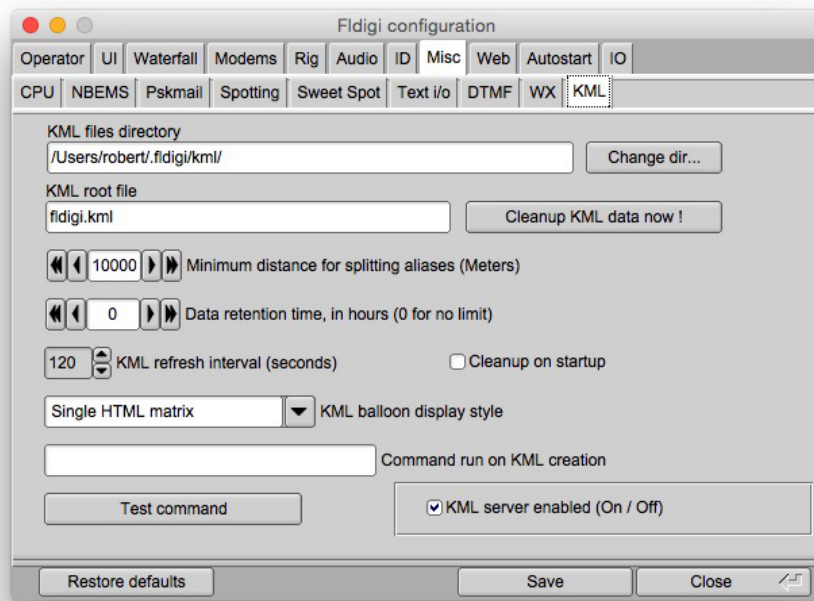 Fldigi configuration
Operator UI Waterfall Modems Rig Audio ID Misc Web Autostart IO
CPU NBEMS Pskmail Spotting Sweet Spot Text i/o DTMF WX KML
KML files directory
/Users/robert/.fldigi/kml/ Change dir...
KML root file
fldigi.kml Cleanup KML data now !
10000 Minimum distance for splitting aliases (Meters)
0 Data retention time, in hours (0 for no limit)
120 KML refresh interval (seconds) Cleanup on startup
Single HTML matrix KML balloon display style
Command run on KML creation
Test command KML server enabled (On / Off)
Restore defaults Save Close